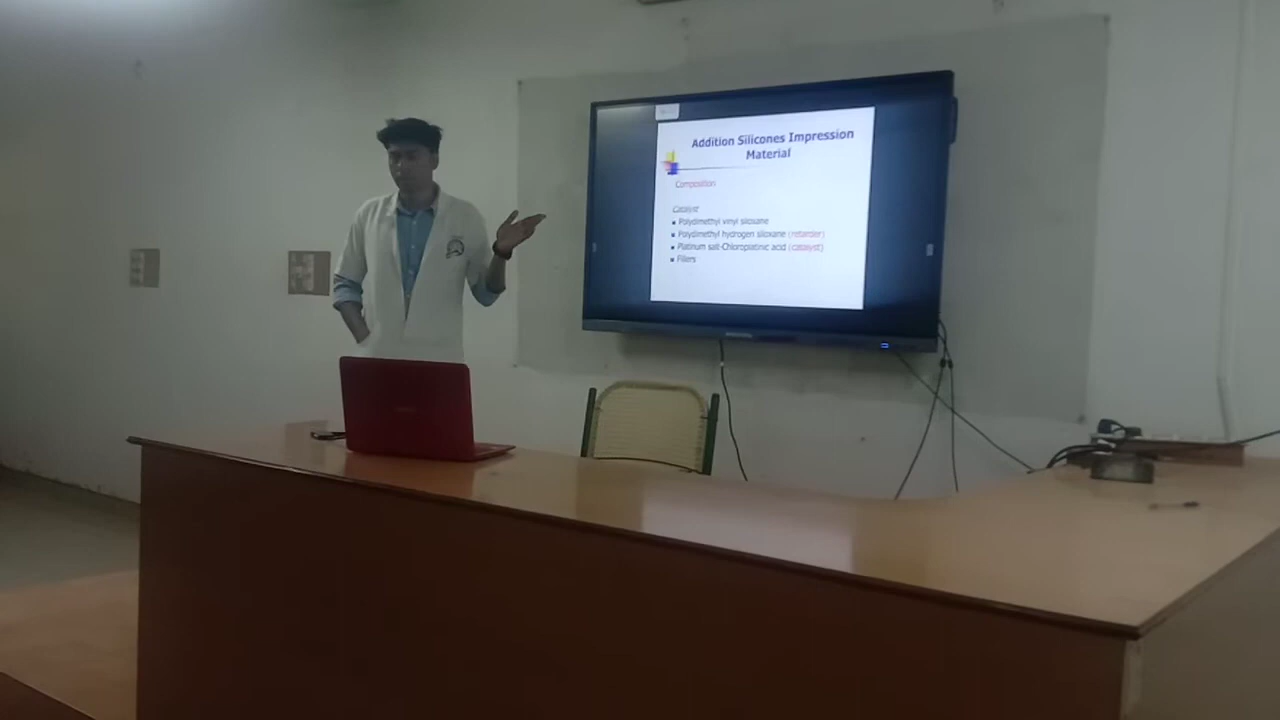 Addition Silicones Impression
Material
Composition
Catalyst
Polydimethyl vinyl siloxane
Polydimethyl hydrogen siloxane (retarder)
Platinum salt-Chloroplatinic acid (catalyst)
Fillers